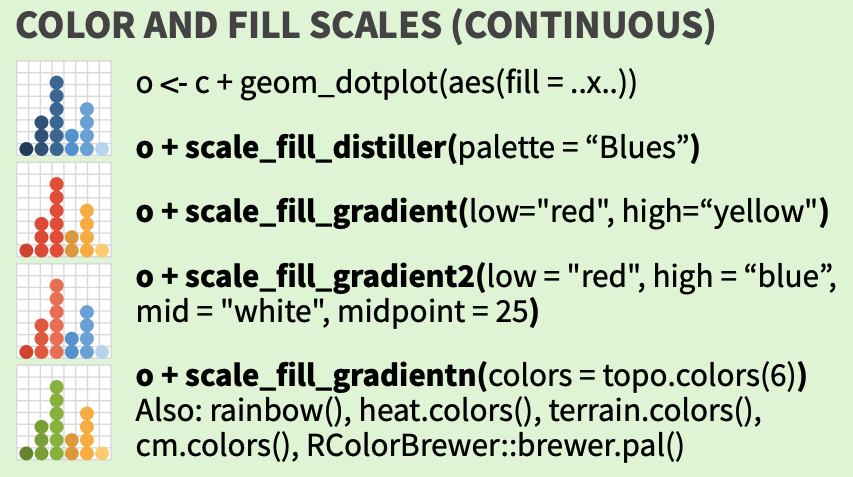 COLOR AND FILL SCALES (CONTINUOUS)
o <- c + geom_dotplot(aes(fill = ..x..))
o + scale_fill_distiller(palette = “Blues”)
o + scale_fill_gradient(low="red", high=“yellow")
o + scale_fill_gradient2(low = "red", high = “blue”,
mid = "white", midpoint = 25)
o + scale_fill_gradientn(colors = topo.colors(6))
Also: rainbow(), heat.colors(), terrain.colors(),
cm.colors(), RColorBrewer::brewer.pal()